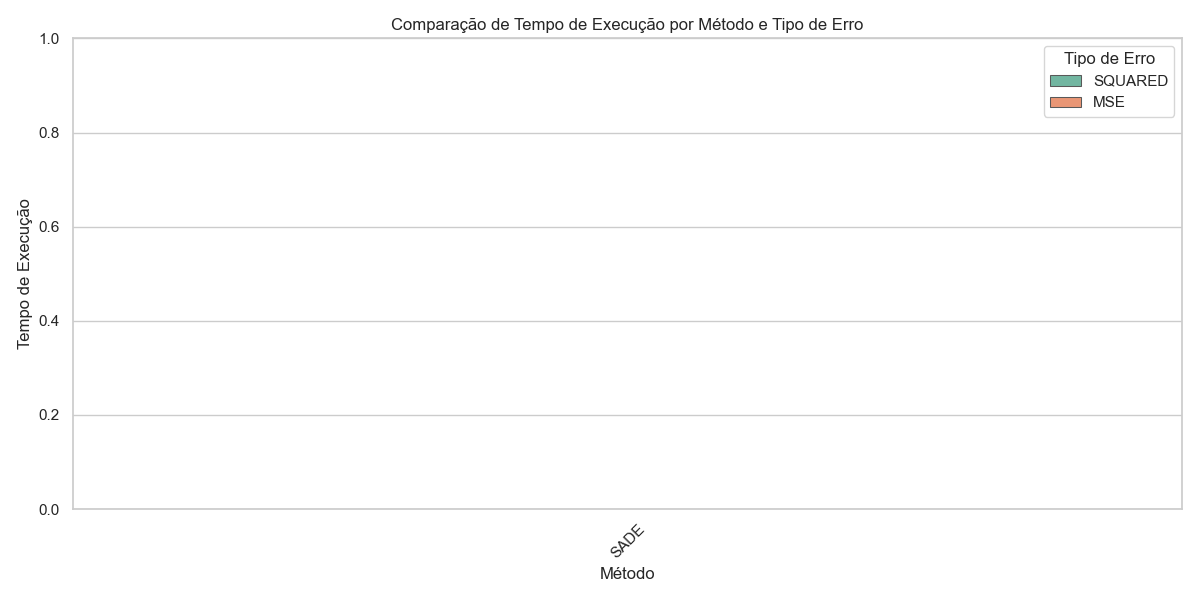 Comparação de Tempo de Execução por Método e Tipo de Erro
Tipo de Erro
SQUARED
MSE
Tempo de Execução
1.0
0.8
0.6
0.4
0.2
0.0
SADE
Método